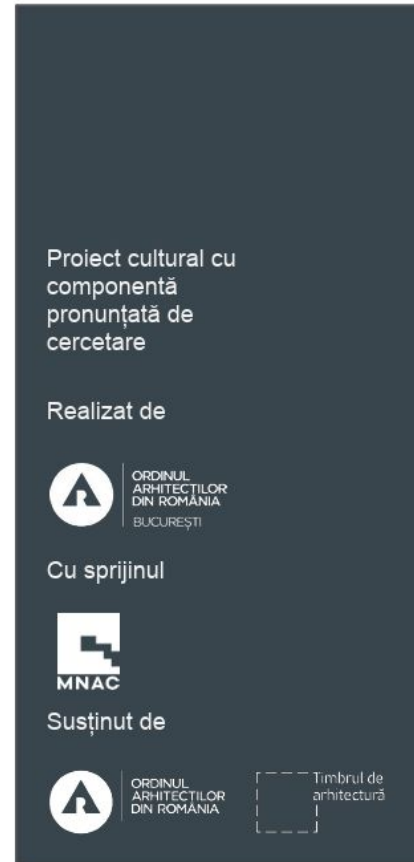 Proiect cultural cu
componentă
pronunțată de
cercetare
Realizat de
ORDINUL
ARHITECȚILOR
DIN ROMÂNIA
BUCUREȘTI
Cu sprijinul
MNAC
Susținut de
ORDINUL
ARHITECȚILOR
DIN ROMÂNIA
Timbrul de
arhitectură